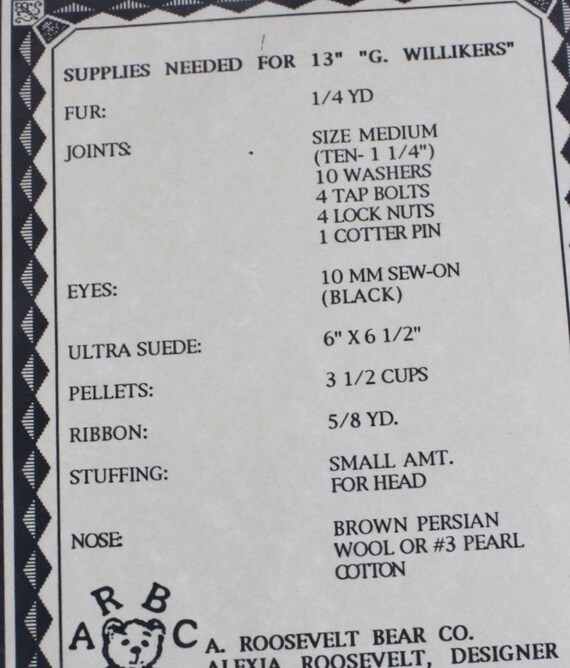 SUPPLIES NEEDED FOR 13" "G. WILLIKERS"
FUR: 1/4 YD
JOINTS: SIZE MEDIUM
(TEN- 1 1/4")
10 WASHERS
4 TAP BOLTS
4 LOCK NUTS
1 COTTER PIN
EYES: 10 MM SEW-ON
(BLACK)
ULTRA SUEDE: 6" X 6 1/2"
PELLETS: 3 1/2 CUPS
RIBBON: 5/8 YD.
STUFFING: SMALL AMT.
FOR HEAD
NOSE: BROWN PERSIAN
WOOL OR #3 PEARL
COTTON
A R B C
A. ROOSEVELT BEAR CO.
ALEXIA ROOSEVELT, DESIGNER